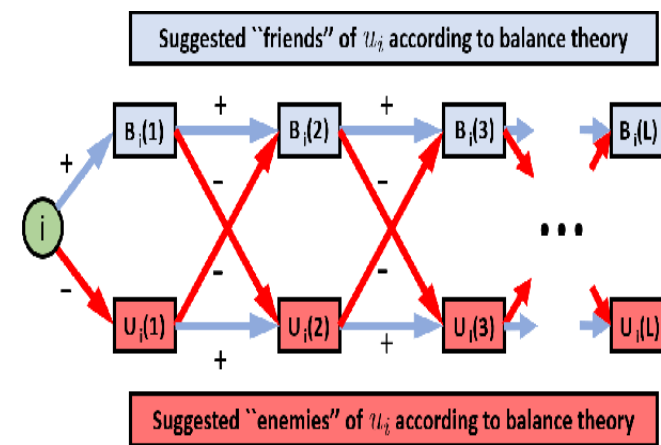 Suggested ``friends" of u_i according to balance theory
+ +
B_i(1) B_i(2) B_i(3) B_i(L)
+ - -
i ...
- - -
U_i(1) U_i(2) U_i(3) U_i(L)
+ +
Suggested ``enemies" of u_i according to balance theory